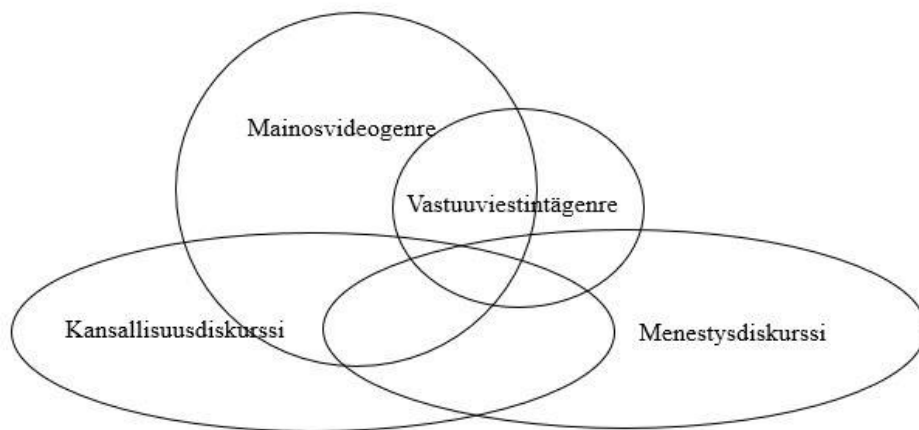 Mainosvideogenre
Vastuuviestintägenre
Kansallisuusdiskurssi
Menestysdiskurssi